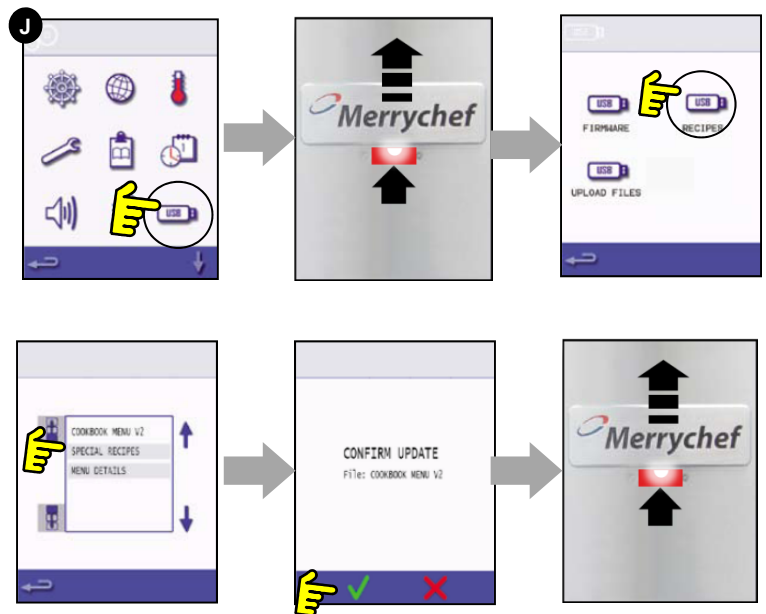 J
USB
Merrychef
USB
USB
FIRMWARE
RECIPES
USB
UPLOAD FILES
COOKBOOK MENU V2
SPECIAL RECIPES
MENU DETAILS
CONFIRM UPDATE
File: COOKBOOK MENU V2
Merrychef